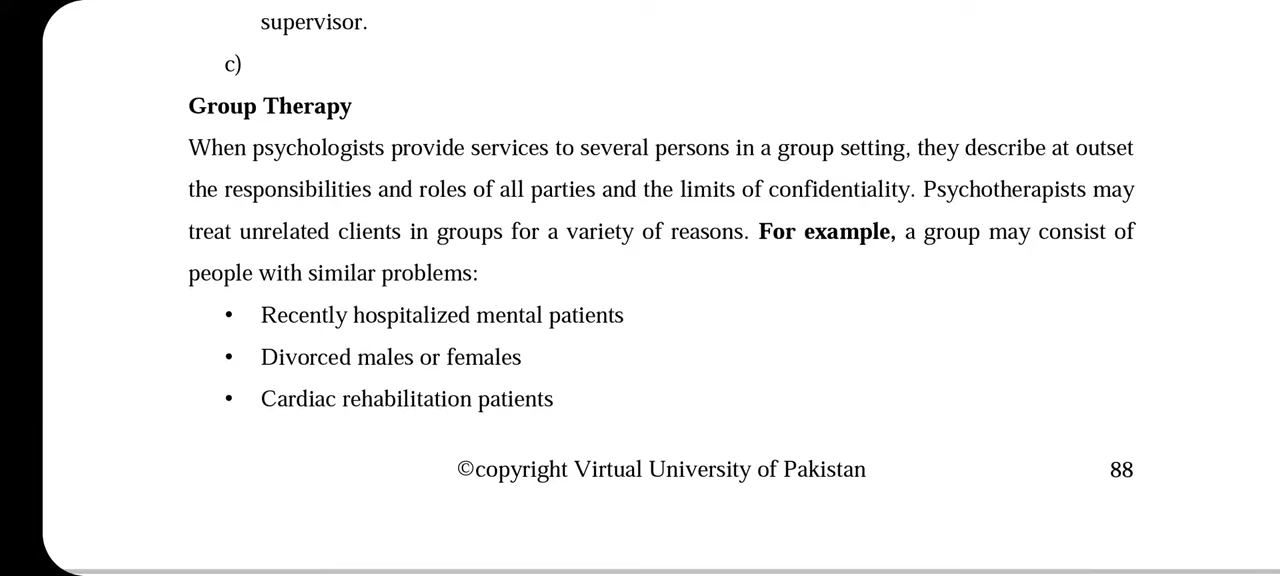 supervisor.
c)
Group Therapy
When psychologists provide services to several persons in a group setting, they describe at outset
the responsibilities and roles of all parties and the limits of confidentiality. Psychotherapists may
treat unrelated clients in groups for a variety of reasons. For example, a group may consist of
people with similar problems:
• Recently hospitalized mental patients
• Divorced males or females
• Cardiac rehabilitation patients
©copyright Virtual University of Pakistan 88